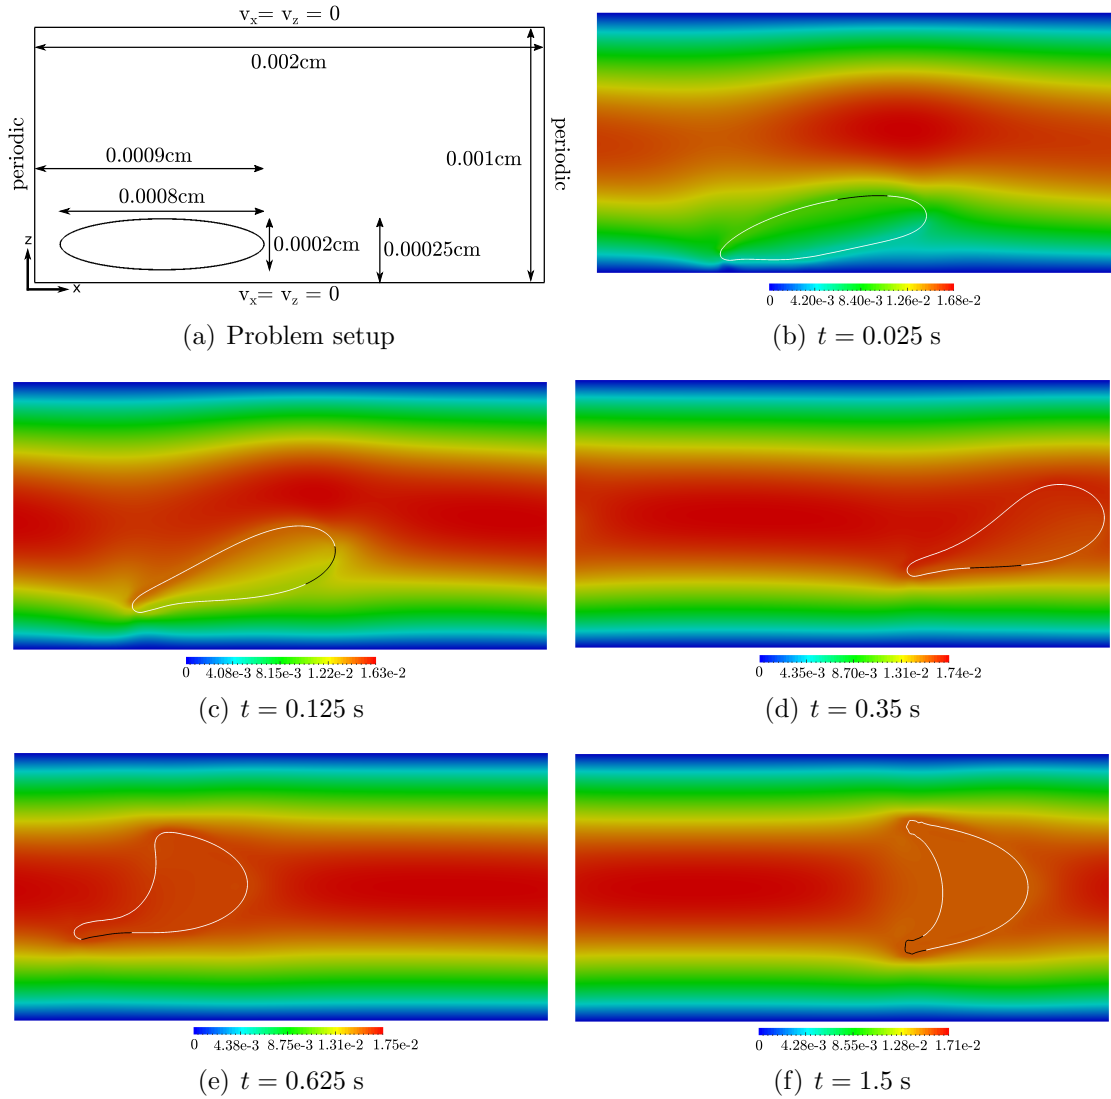 vx= vz = 0
0.002cm
periodic
periodic
0.001cm
0.0009cm
0.0008cm
0.0002cm
0.00025cm
z
x
vx= vz = 0
(a) Problem setup
0 4.20e-3 8.40e-3 1.26e-2 1.68e-2
(b) t = 0.025 s
0 4.08e-3 8.15e-3 1.22e-2 1.63e-2
(c) t = 0.125 s
0 4.35e-3 8.70e-3 1.31e-2 1.74e-2
(d) t = 0.35 s
0 4.38e-3 8.75e-3 1.31e-2 1.75e-2
(e) t = 0.625 s
0 4.28e-3 8.55e-3 1.28e-2 1.71e-2
(f) t = 1.5 s